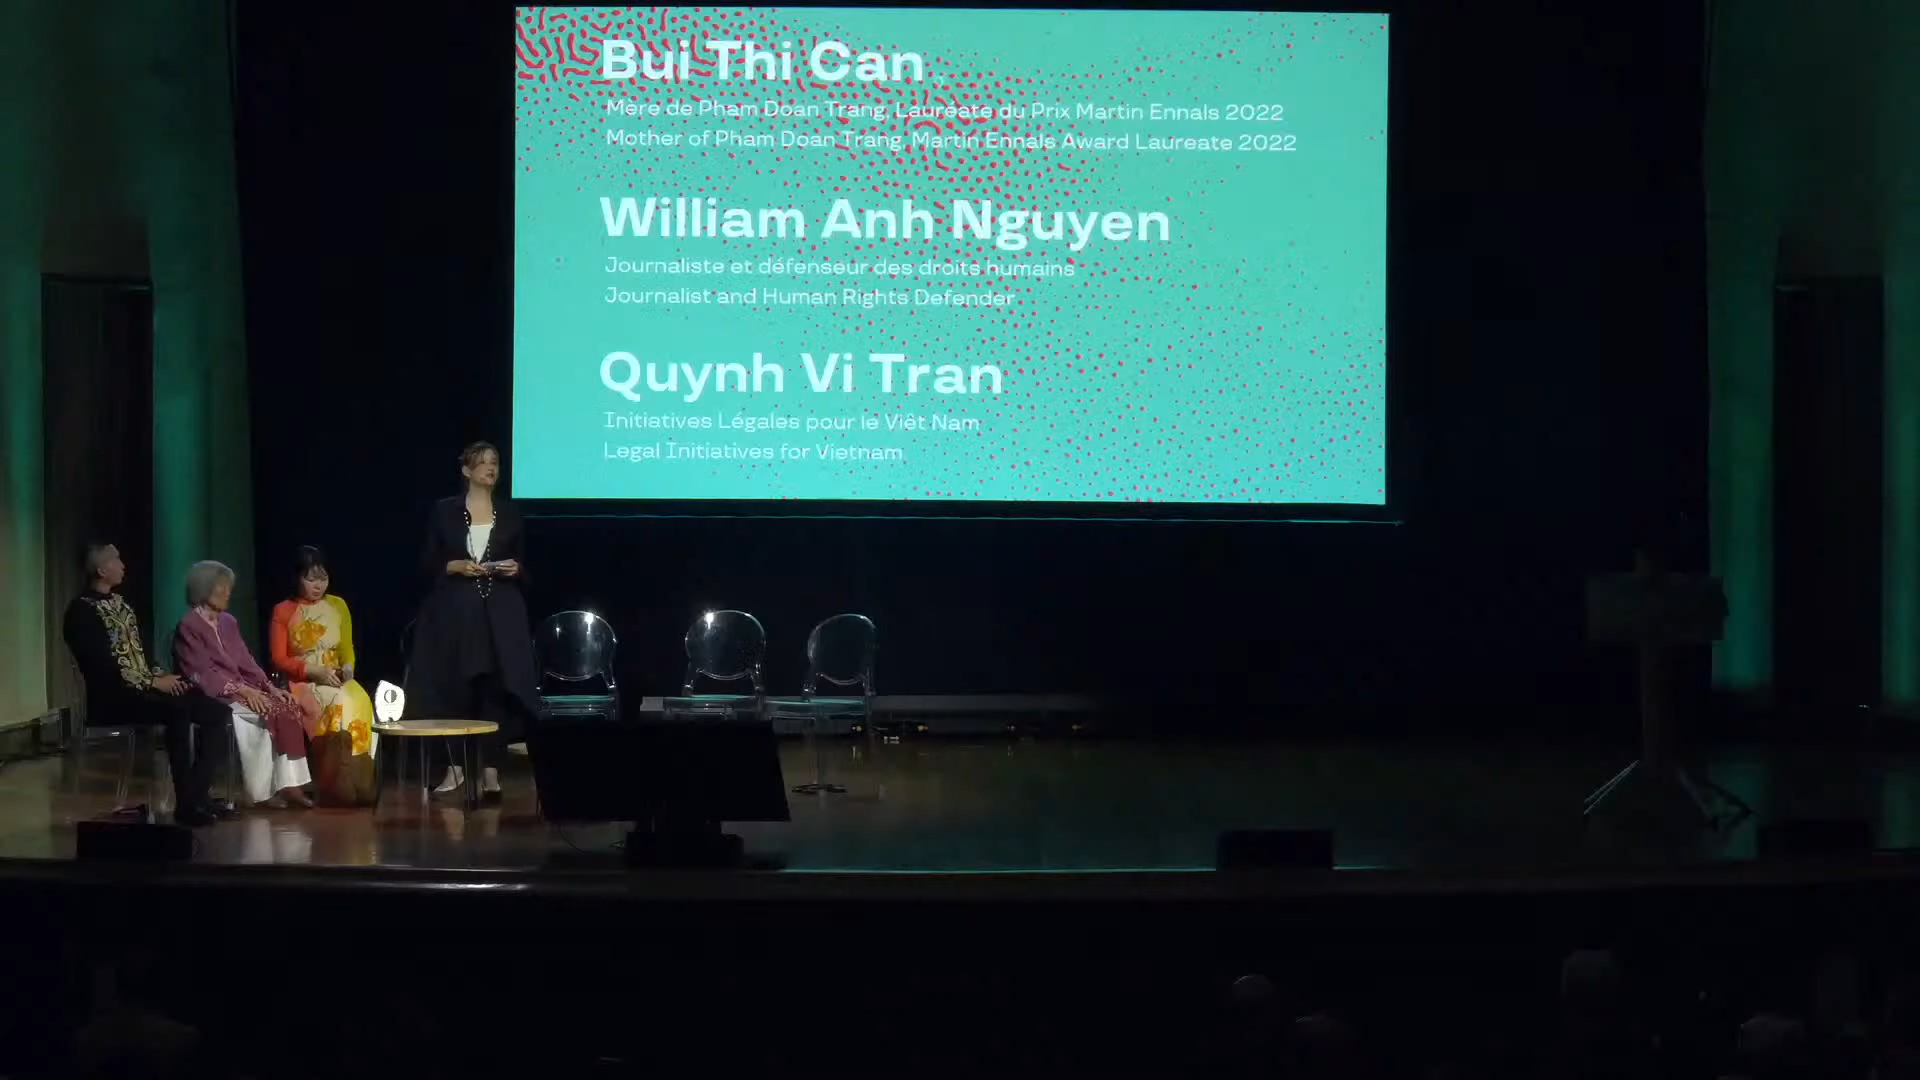 Bui Thi Can
Mère de Pham Doan Trang, Lauréate du Prix Martin Ennals 2022
Mother of Pham Doan Trang, Martin Ennals Award Laureate 2022
William Anh Nguyen
Journaliste et défenseur des droits humains
Journalist and Human Rights Defender
Quynh Vi Tran
Initiatives Légales pour le Viêt Nam
Legal Initiatives for Vietnam